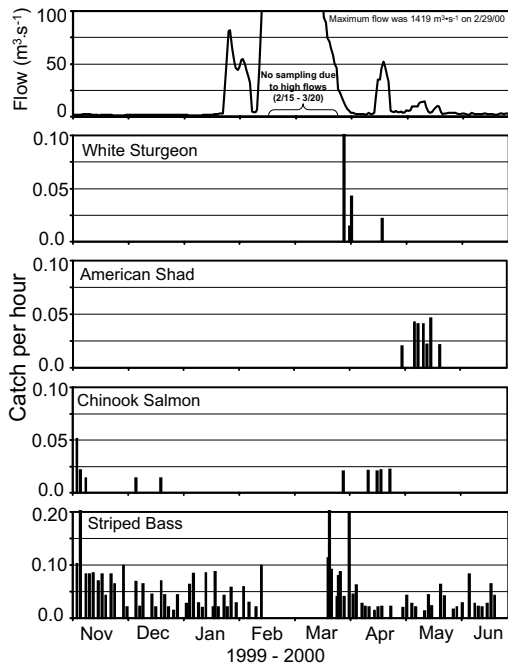 Flow (m³.s⁻¹)
100
50
0
Maximum flow was 1419 m³•s⁻¹ on 2/29/00
No sampling due
to high flows
(2/15 - 3/20)
Catch per hour
White Sturgeon
0.10
0.05
0.0
American Shad
0.10
0.05
0.0
Chinook Salmon
0.10
0.05
0.0
Striped Bass
0.20
0.10
0.00
Nov Dec Jan Feb Mar Apr May Jun
1999 - 2000